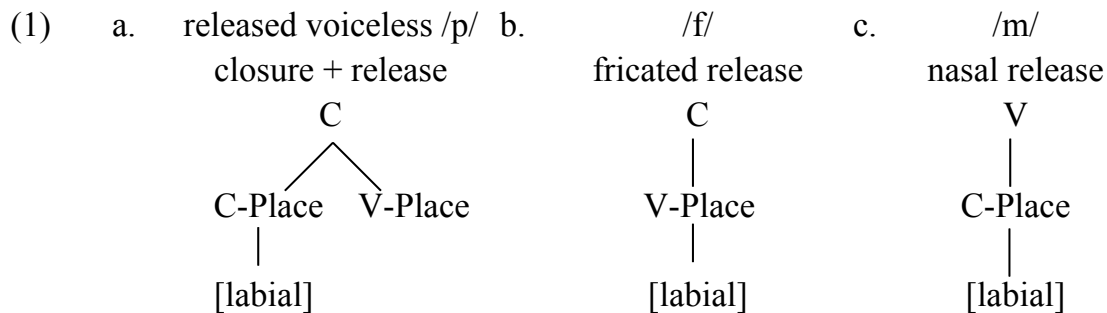 (1) a. released voiceless /p/ b. /f/ c. /m/
closure + release fricated release nasal release
C C V
C-Place V-Place V-Place C-Place
[labial] [labial] [labial]